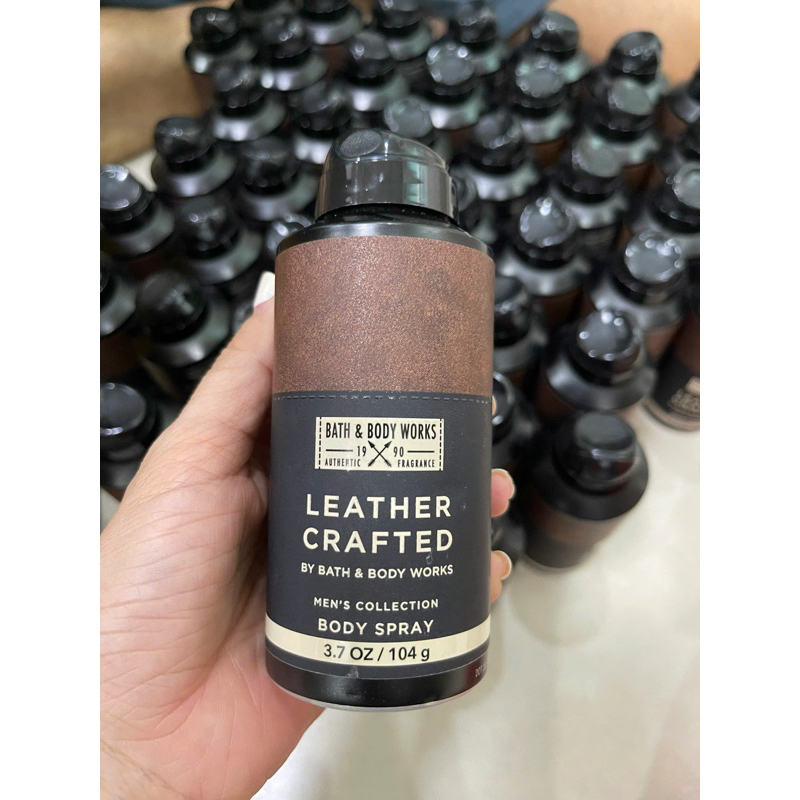 BATH & BODY WORKS
19 90
AUTHENTIC FRAGRANCE
LEATHER
CRAFTED
BY BATH & BODY WORKS
MEN'S COLLECTION
BODY SPRAY
3.7 OZ / 104 g